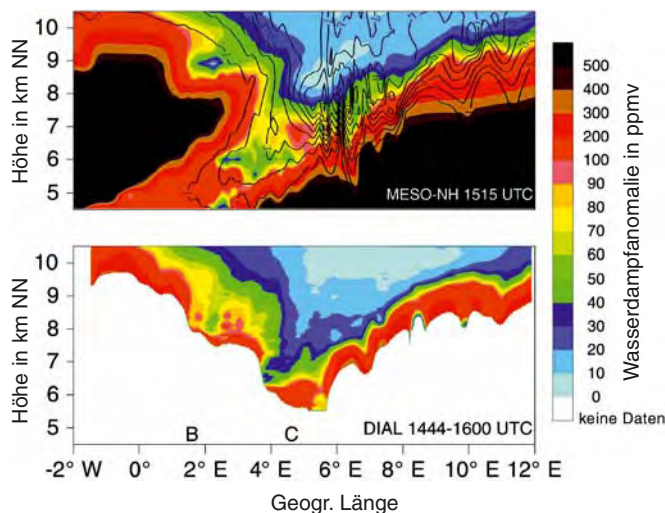 Höhe in km NN
10
9
8
7
6
5
MESO-NH 1515 UTC
Höhe in km NN
10
9
8
7
6
5
B
C
DIAL 1444-1600 UTC
-2° W
0°
2° E
4° E
6° E
8° E
10° E
12° E
Geogr. Länge
500
400
300
200
100
90
80
70
60
50
40
30
20
10
0
keine Daten
Wasserdampfanomalie in ppmv